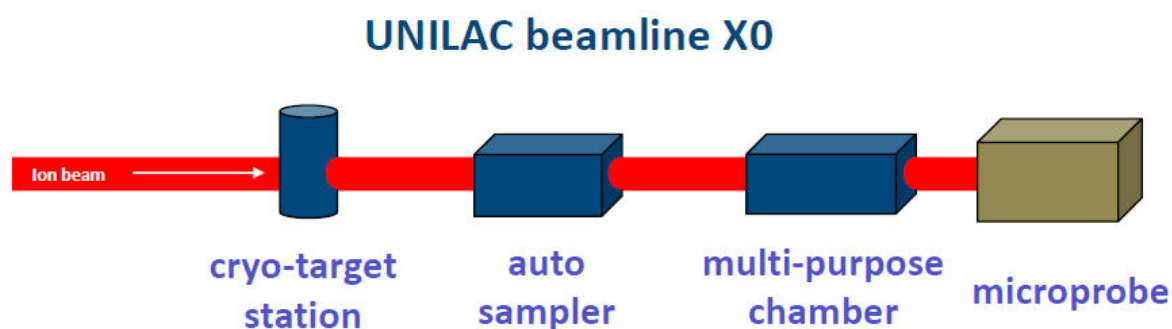 UNILAC beamline X0
Ion beam
cryo-target
station
auto
sampler
multi-purpose
chamber
microprobe